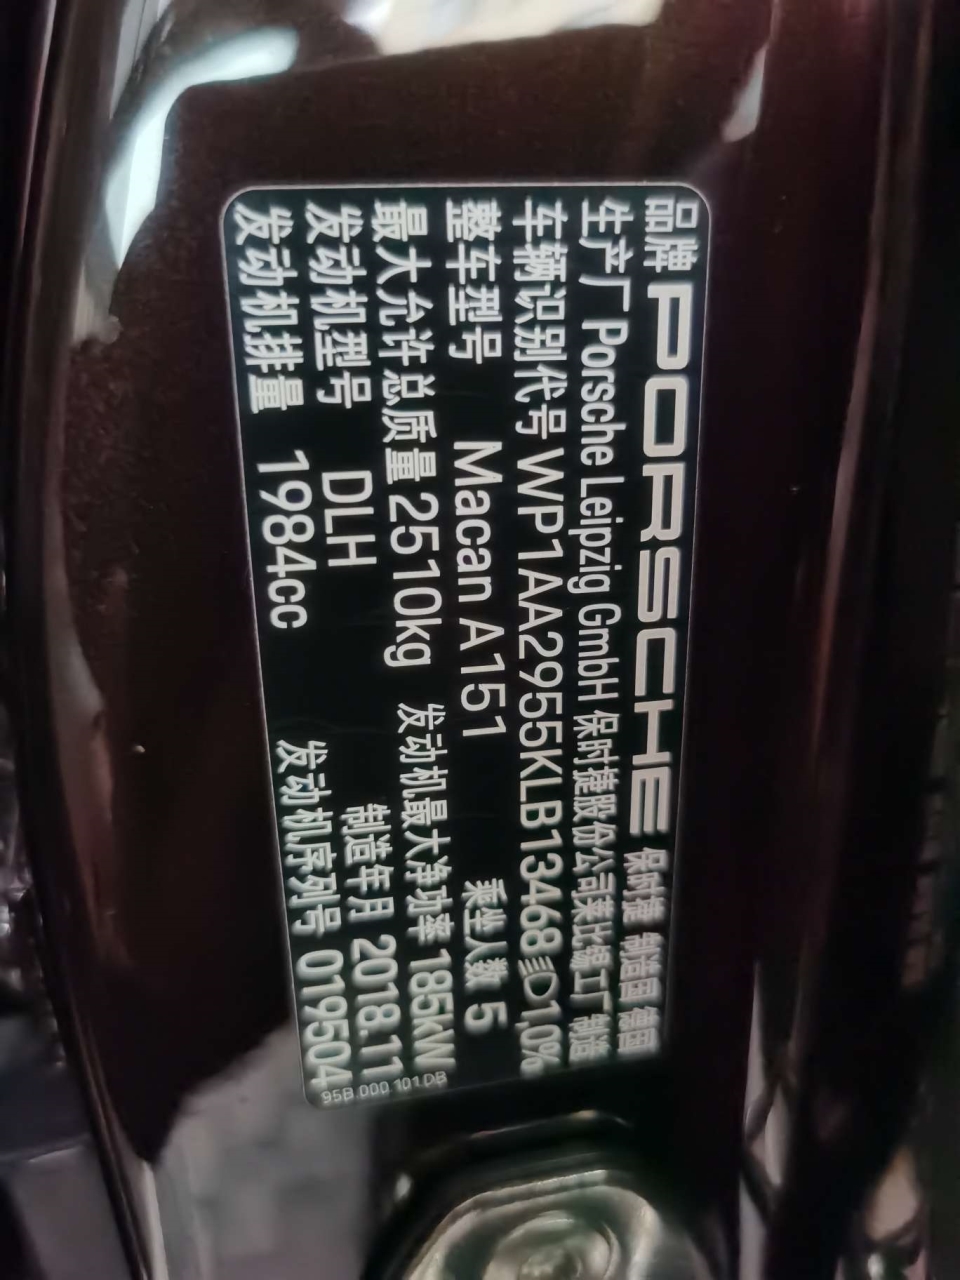 品牌 PORSCHE 保时捷 制造国 德国
生产厂 Porsche Leipzig GmbH 保时捷股份公司莱比锡工厂 制造
车辆识别代号 WP1AA2955KLB13468 1,0%
整车型号 Macan A151 乘坐人数 5
最大允许总质量 2510kg 发动机最大净功率 185kW
发动机型号 DLH 制造年月 2018.11
发动机排量 1984cc 发动机序列号 019504
95B 000 101 DB